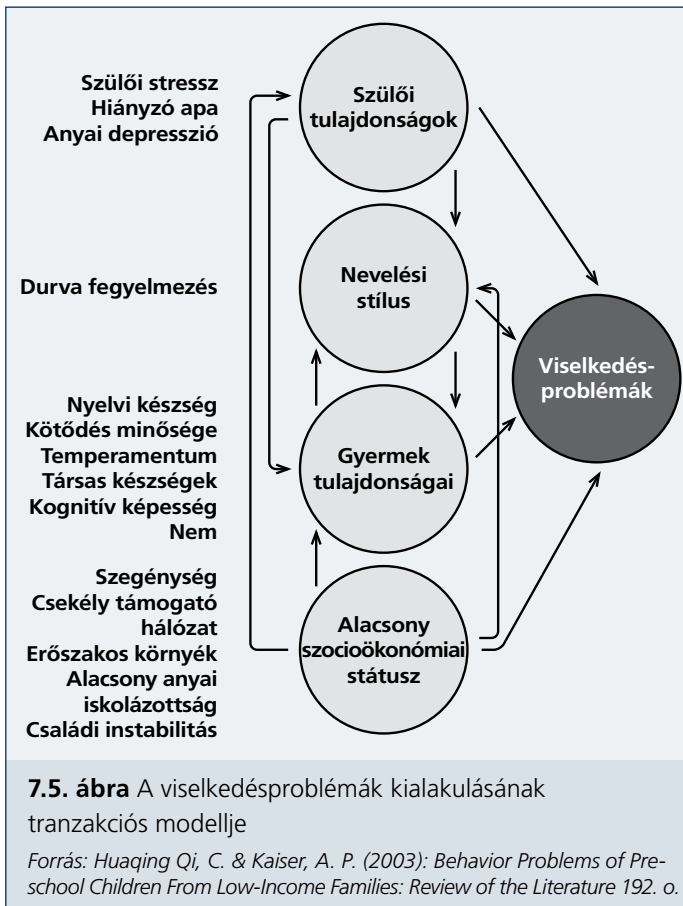 Szülői stressz
Hiányzó apa
Anyai depresszió
Szülői
tulajdonságok
Durva fegyelmezés
Nevelési
stílus
Viselkedés-
problémák
Nyelvi készség
Kötődés minősége
Temperamentum
Társas készségek
Kognitív képesség
Nem
Gyermek
tulajdonságai
Szegénység
Csekély támogató
hálózat
Erőszakos környék
Alacsony anyai
iskolázottság
Családi instabilitás
Alacsony
szocioökonómiai
státusz
7.5. ábra A viselkedésproblémák kialakulásának
tranzakciós modellje
Forrás: Huaqing Qi, C. & Kaiser, A. P. (2003): Behavior Problems of Pre-
school Children From Low-Income Families: Review of the Literature 192. o.